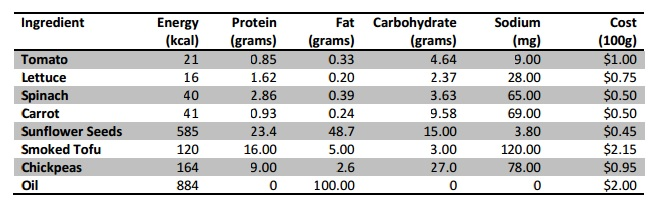 Ingredient Energy Protein Fat Carbohydrate Sodium Cost
(kcal) (grams) (grams) (grams) (mg) (100g)
Tomato 21 0.85 0.33 4.64 9.00 $1.00
Lettuce 16 1.62 0.20 2.37 28.00 $0.75
Spinach 40 2.86 0.39 3.63 65.00 $0.50
Carrot 41 0.93 0.24 9.58 69.00 $0.50
Sunflower Seeds 585 23.4 48.7 15.00 3.80 $0.45
Smoked Tofu 120 16.00 5.00 3.00 120.00 $2.15
Chickpeas 164 9.00 2.6 27.0 78.00 $0.95
Oil 884 0 100.00 0 0 $2.00